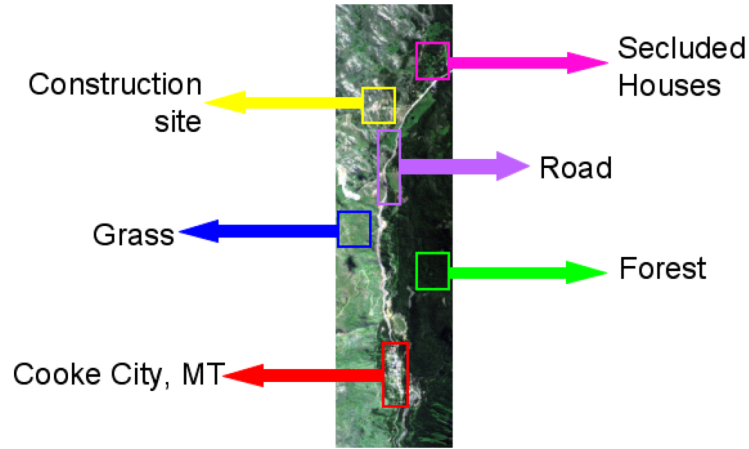 Secluded
Houses
Construction
site
Road
Grass
Forest
Cooke City, MT